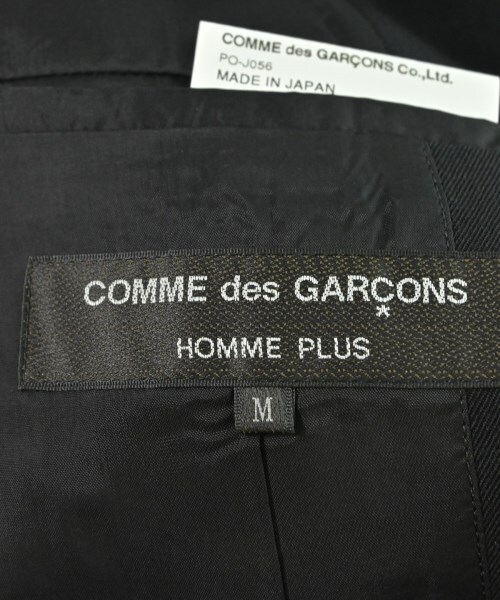 COMME des GARÇONS Co.,Ltd.
PO-J056
MADE IN JAPAN
COMME des GARÇONS
*
HOMME PLUS
M